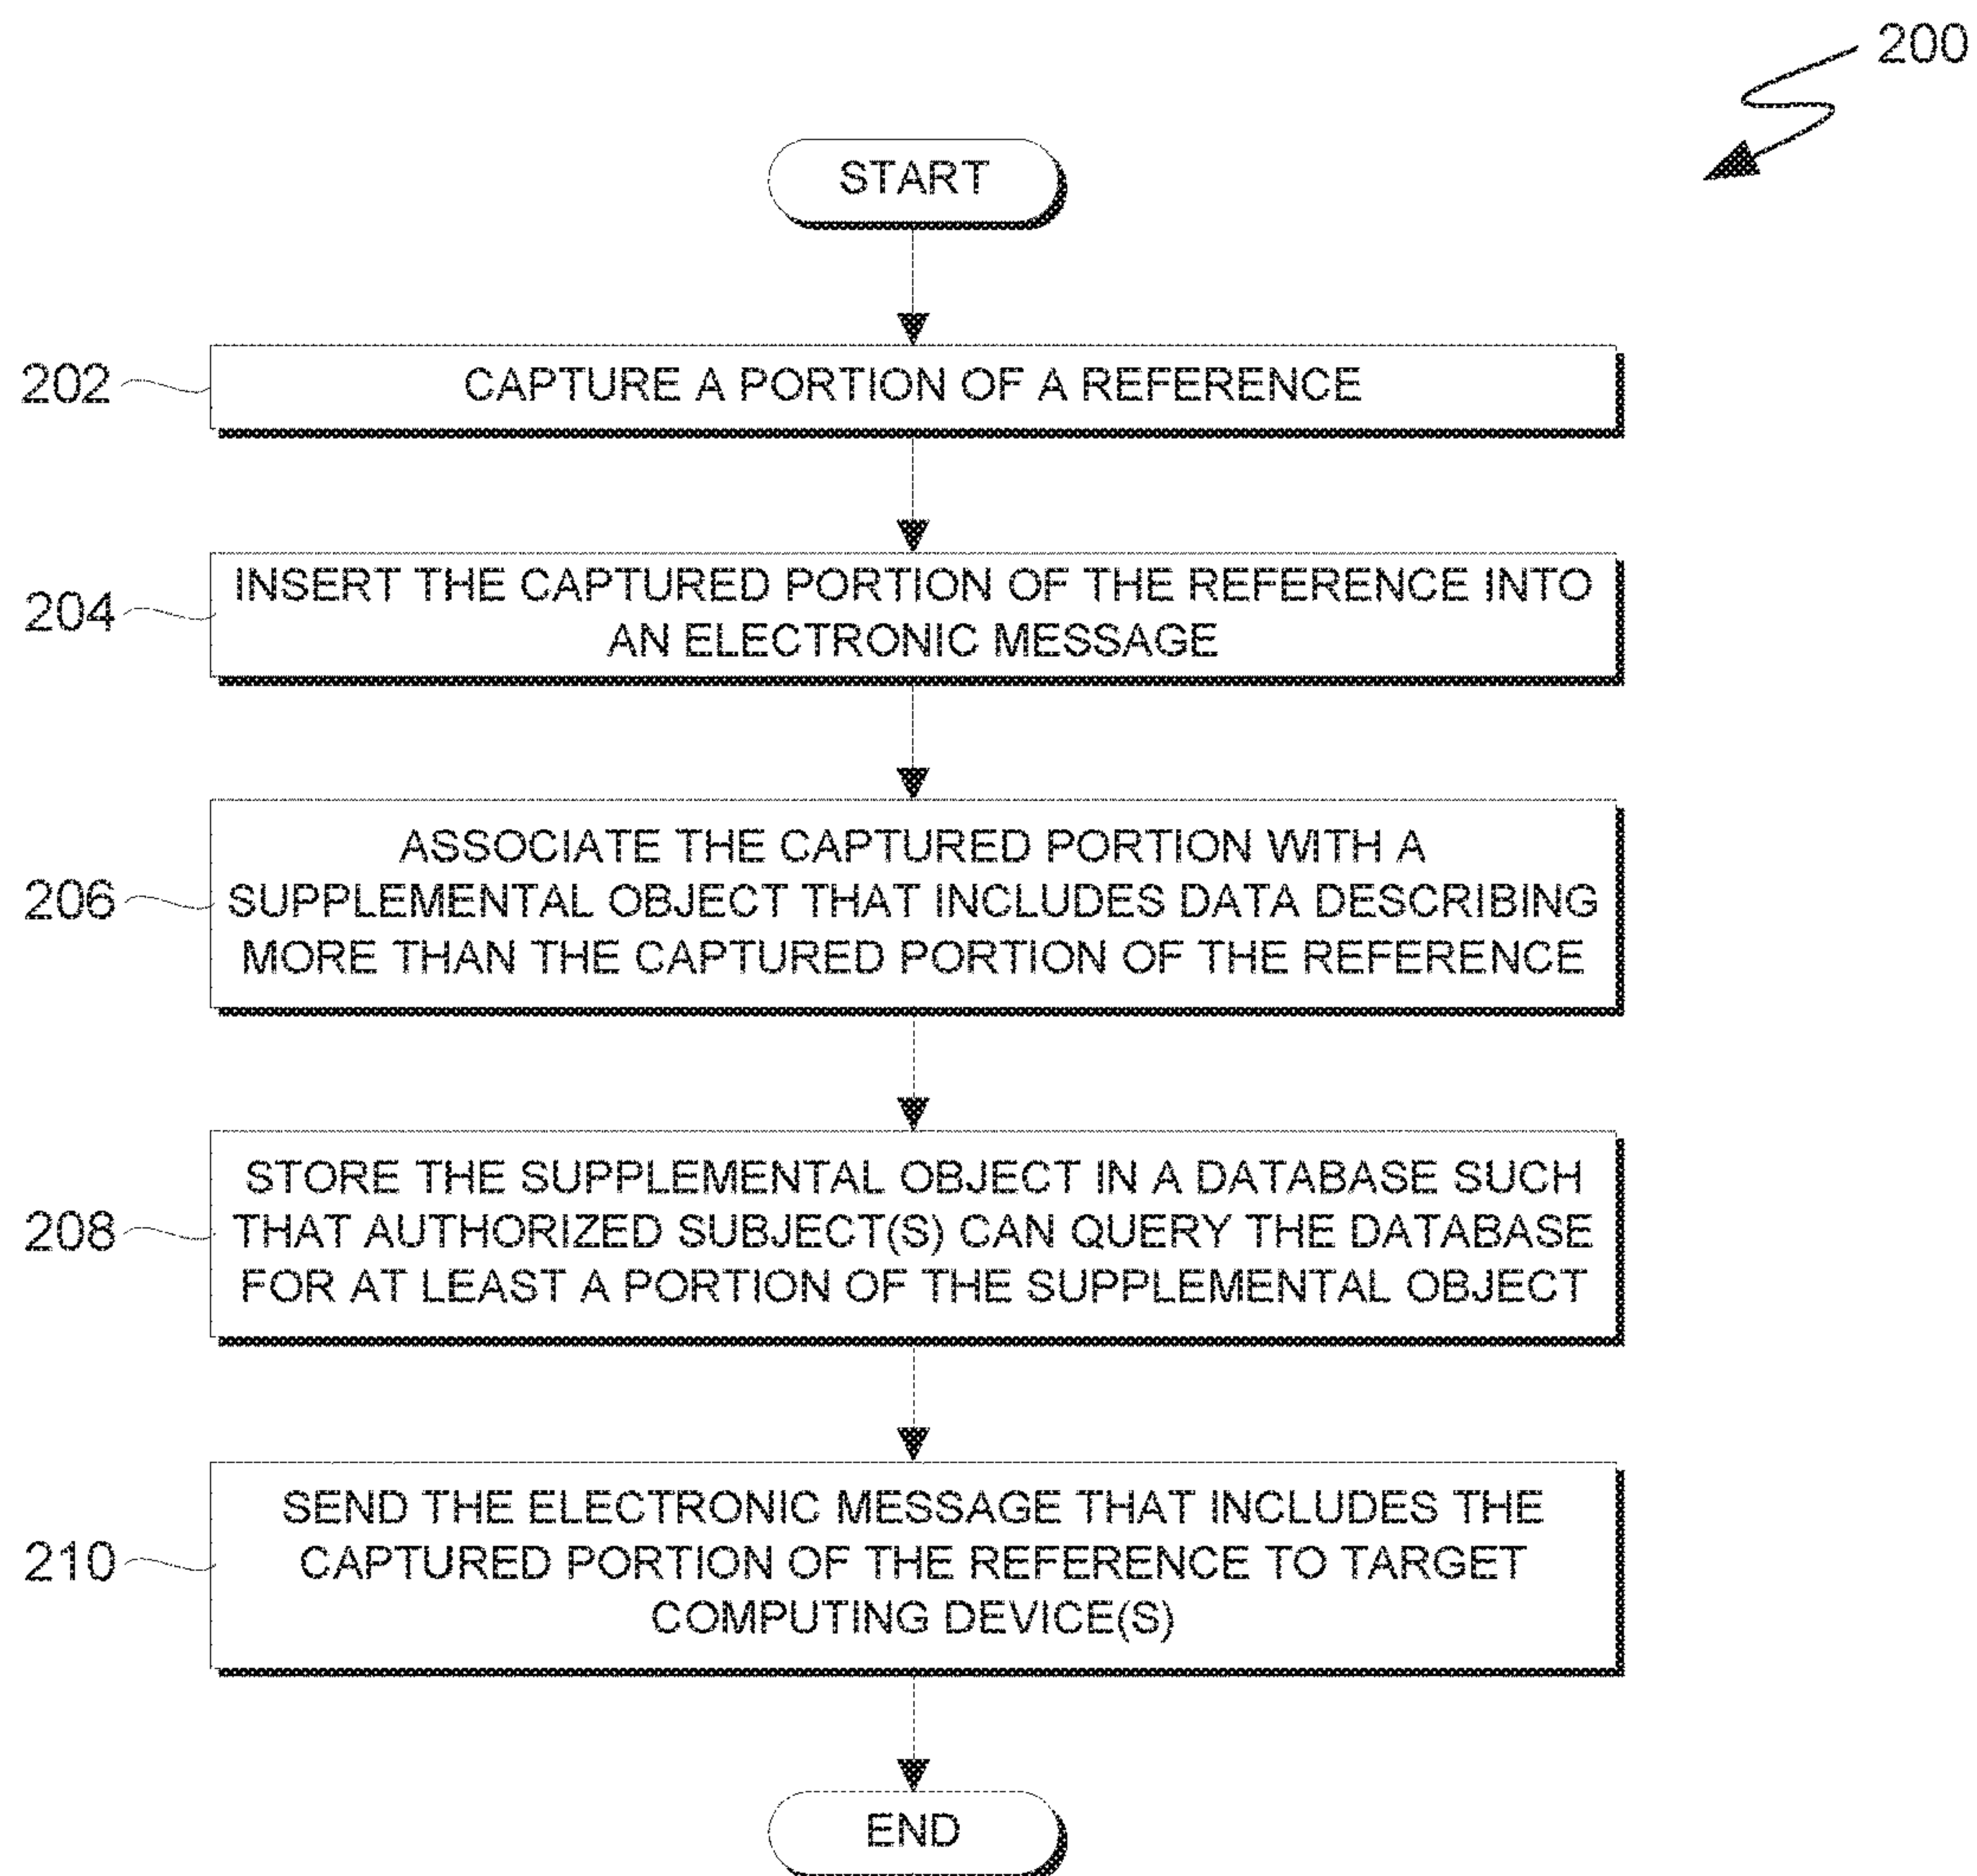 200
START
202
CAPTURE A PORTION OF A REFERENCE
204
INSERT THE CAPTURED PORTION OF THE REFERENCE INTO
AN ELECTRONIC MESSAGE
206
ASSOCIATE THE CAPTURED PORTION WITH A
SUPPLEMENTAL OBJECT THAT INCLUDES DATA DESCRIBING
MORE THAN THE CAPTURED PORTION OF THE REFERENCE
208
STORE THE SUPPLEMENTAL OBJECT IN A DATABASE SUCH
THAT AUTHORIZED SUBJECT(S) CAN QUERY THE DATABASE
FOR AT LEAST A PORTION OF THE SUPPLEMENTAL OBJECT
210
SEND THE ELECTRONIC MESSAGE THAT INCLUDES THE
CAPTURED PORTION OF THE REFERENCE TO TARGET
COMPUTING DEVICE(S)
END